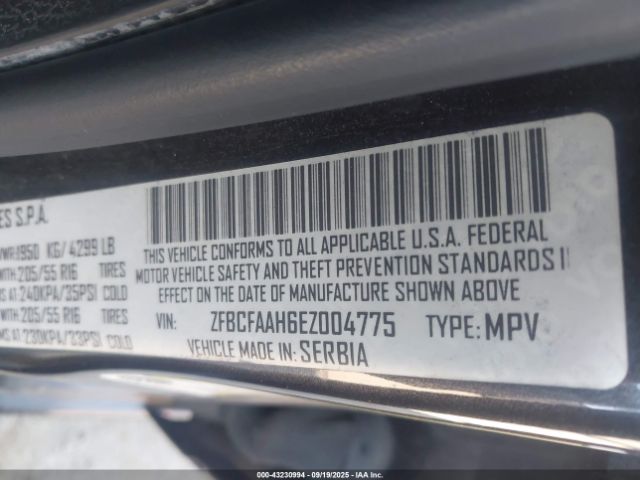 ES S.P.A.
1950 KG/ 4299 LB
WITH 205/55 R16 TIRES
AT 240KPA/35PSI COLD
WITH 205/55 R16 TIRES
AT 230KPA/33PSI COLD
THIS VEHICLE CONFORMS TO ALL APPLICABLE U.S.A. FEDERAL
MOTOR VEHICLE SAFETY AND THEFT PREVENTION STANDARDS I
EFFECT ON THE DATE OF MANUFACTURE SHOWN ABOVE
VIN: ZFBCFAAH6EZ004775 TYPE: MPV
VEHICLE MADE IN: SERBIA
000-43230994 - 09/19/2025 - IAA Inc.